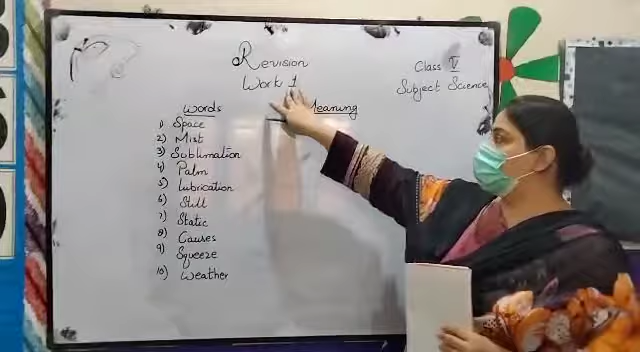 Revision
Work 1
Class V
Subject Science
Words Meaning
1) Space
2) Mist
3) Sublimation
4) Palm
5) Lubrication
6) Still
7) Static
8) Causes
9) Squeeze
10) Weather